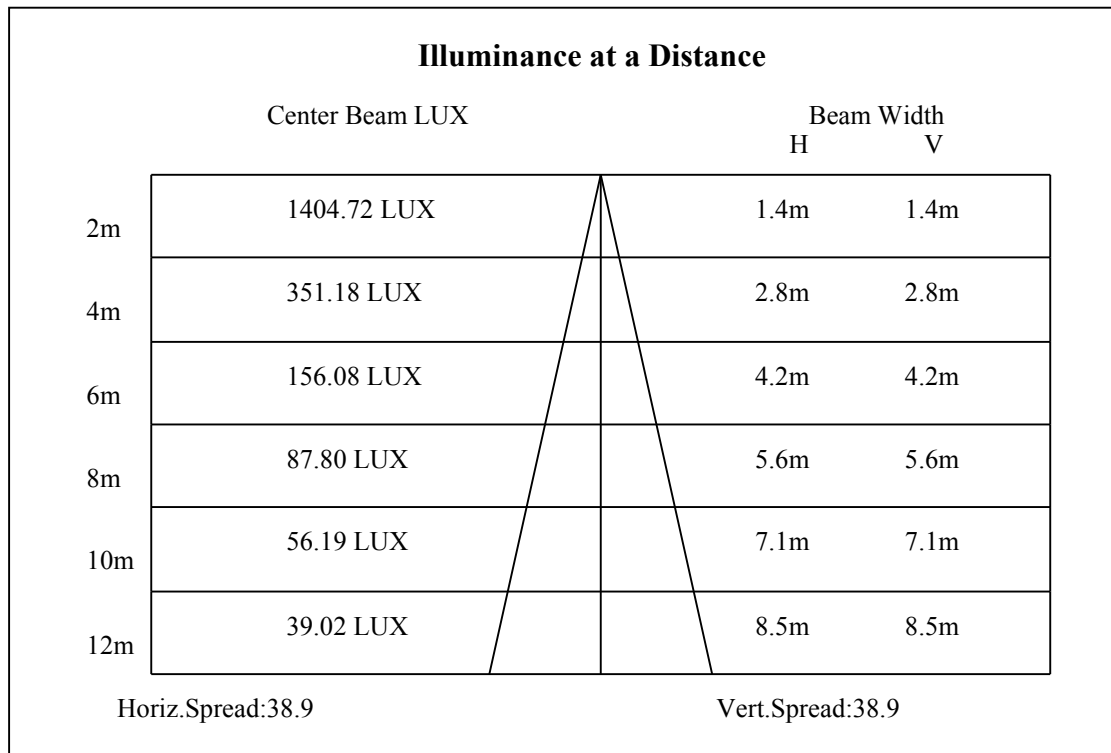 Illuminance at a Distance
Center Beam LUX Beam Width
H V
2m 1404.72 LUX 1.4m 1.4m
4m 351.18 LUX 2.8m 2.8m
6m 156.08 LUX 4.2m 4.2m
8m 87.80 LUX 5.6m 5.6m
10m 56.19 LUX 7.1m 7.1m
12m 39.02 LUX 8.5m 8.5m
Horiz.Spread:38.9 Vert.Spread:38.9